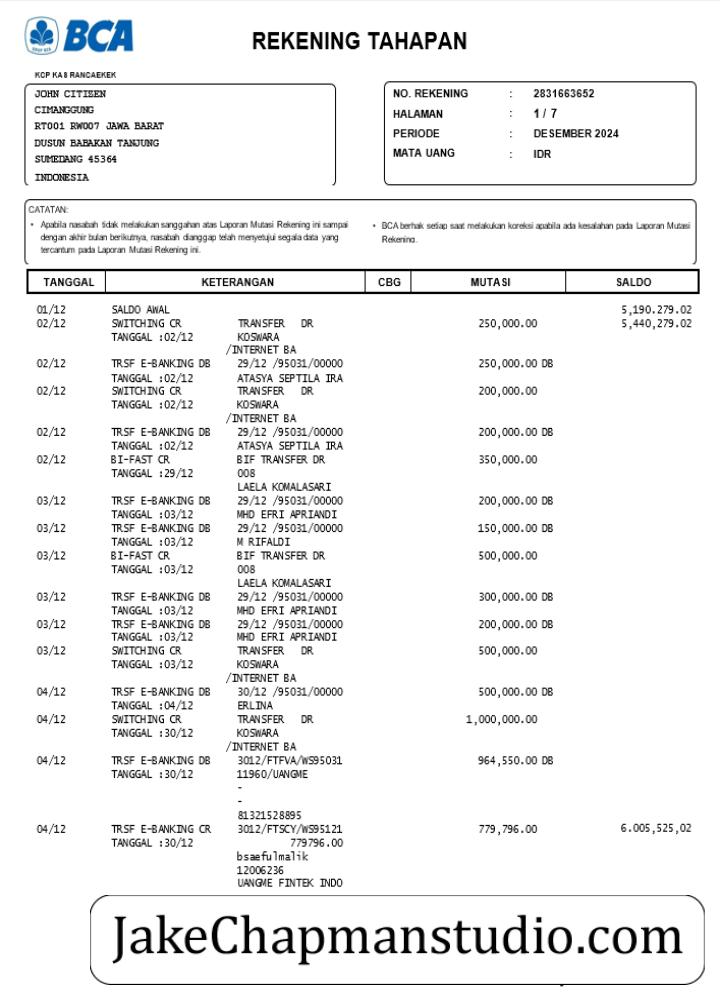 BCA
REKENING TAHAPAN
KCP KAS RANCAEKEK
JOHN CITIZEN
CIMANGGUNG
RT001 RW007 JAWA BARAT
DUSUN BABAKAN TANJUNG
SUMEDANG 45364
INDONESIA
NO. REKENING : 2831663652
HALAMAN : 1 / 7
PERIODE : DESEMBER 2024
MATA UANG : IDR
CATATAN:
• Apabila nasabah tidak melakukan sanggahan atas Laporan Mutasi Rekening ini sampai
dengan akhir bulan berikutnya, nasabah dianggap telah menyetujui segala data yang
tercantum pada Laporan Mutasi Rekening ini.
• BCA berhak setiap saat melakukan koreksi apabila ada kesalahan pada Laporan Mutasi
Rekening.
TANGGAL KETERANGAN CBG MUTASI SALDO
01/12 SALDO AWAL 5,190.279.02
02/12 SWITCHING CR TRANSFER DR 250,000.00 5,440,279.02
TANGGAL :02/12 KOSWARA
/INTERNET BA
02/12 TRSF E-BANKING DB 29/12 /95031/00000 250,000.00 DB
TANGGAL :02/12 ATASYA SEPTILA IRA
02/12 SWITCHING CR TRANSFER DR 200,000.00
TANGGAL :02/12 KOSWARA
/INTERNET BA
02/12 TRSF E-BANKING DB 29/12 /95031/00000 200,000.00 DB
TANGGAL :02/12 ATASYA SEPTILA IRA
02/12 BI-FAST CR BIF TRANSFER DR 350,000.00
TANGGAL :29/12 008
LAELA KOMALASARI
03/12 TRSF E-BANKING DB 29/12 /95031/00000 200,000.00 DB
TANGGAL :03/12 MHD EFRI APRIANDI
03/12 TRSF E-BANKING DB 29/12 /95031/00000 150,000.00 DB
TANGGAL :03/12 M RIFALDI
03/12 BI-FAST CR BIF TRANSFER DR 500,000.00
TANGGAL :03/12 008
LAELA KOMALASARI
03/12 TRSF E-BANKING DB 29/12 /95031/00000 300,000.00 DB
TANGGAL :03/12 MHD EFRI APRIANDI
03/12 TRSF E-BANKING DB 29/12 /95031/00000 200,000.00 DB
TANGGAL :03/12 MHD EFRI APRIANDI
03/12 SWITCHING CR TRANSFER DR 500,000.00
TANGGAL :03/12 KOSWARA
/INTERNET BA
04/12 TRSF E-BANKING DB 30/12 /95031/00000 500,000.00 DB
TANGGAL :04/12 ERLINA
04/12 SWITCHING CR TRANSFER DR 1,000,000.00
TANGGAL :30/12 KOSWARA
/INTERNET BA
04/12 TRSF E-BANKING DB 3012/FTFVA/WS95031 964,550.00 DB
TANGGAL :30/12 11960/UANGME
-
-
81321528895
04/12 TRSF E-BANKING CR 3012/FTSCY/WS95121 779,796.00 6.005,525,02
TANGGAL :30/12 779796.00
bsaefulmalik
12006236
UANGME FINTEK INDO
JakeChapmanstudio.com